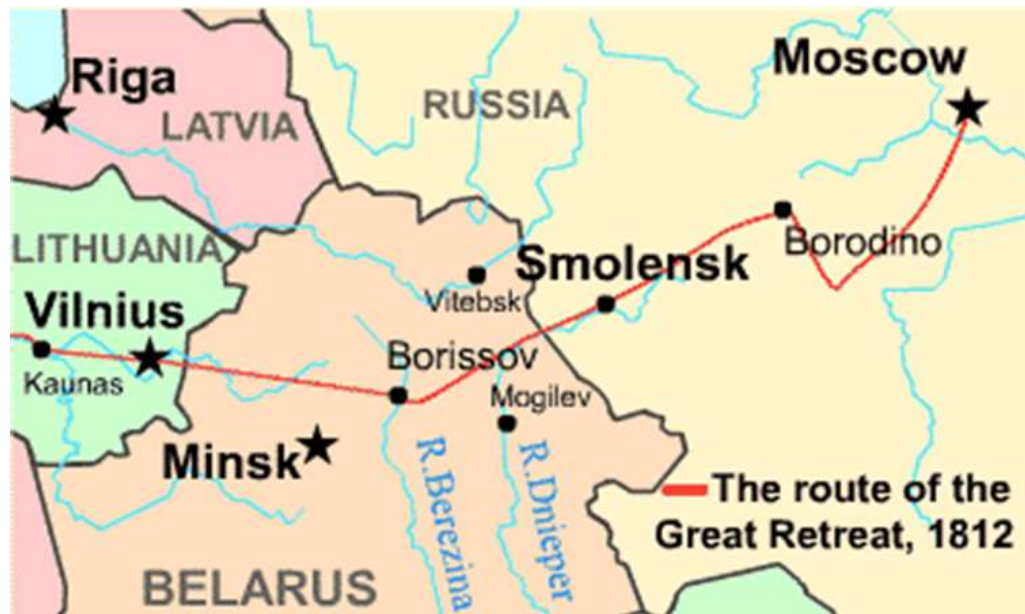 Moscow
Riga
RUSSIA
LATVIA
Borodino
LITHUANIA
Smolensk
Vitebsk
Vilnius
Borissov
Kaunas
Mogilev
Minsk
R.Berezina
R.Dnieper
The route of the
Great Retreat, 1812
BELARUS